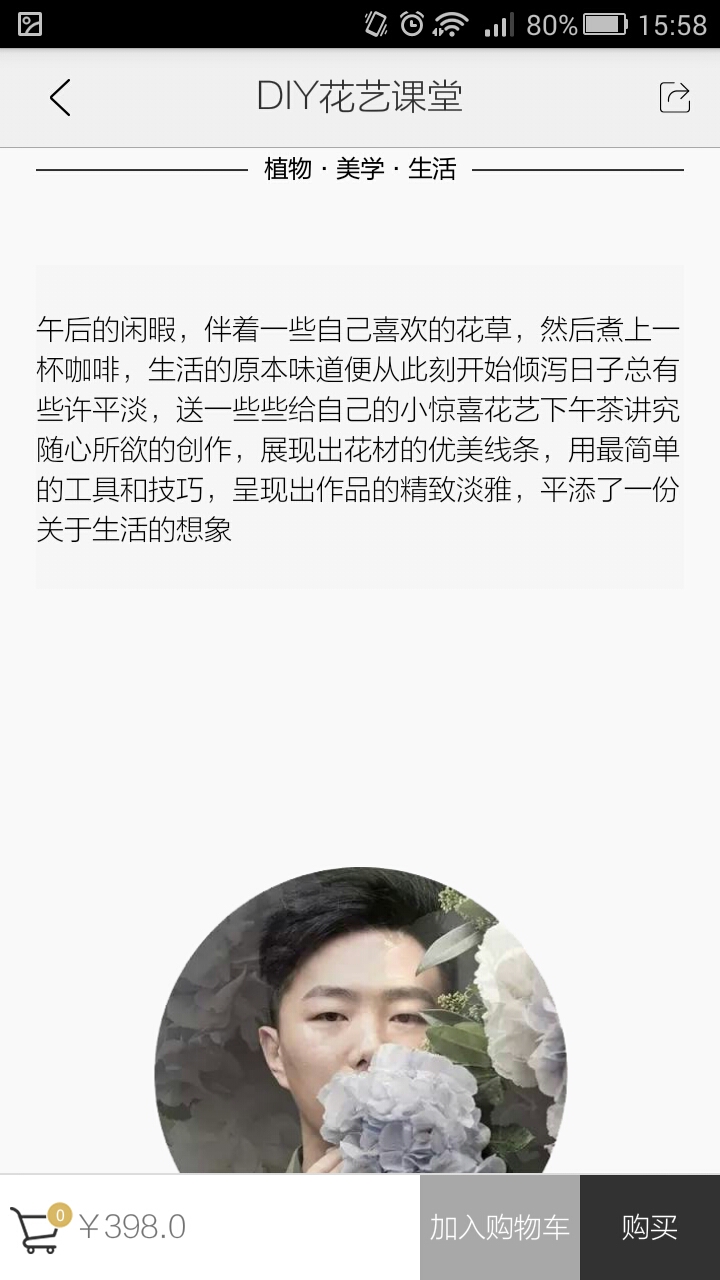 80% 15:58
DIY花艺课堂
植物·美学·生活
午后的闲暇，伴着一些自己喜欢的花草，然后煮上一
杯咖啡，生活的原本味道便从此刻开始倾泻日子总有
些许平淡，送一些些给自己的小惊喜花艺下午茶讲究
随心所欲的创作，展现出花材的优美线条，用最简单
的工具和技巧，呈现出作品的精致淡雅，平添了一份
关于生活的想象
0 ￥398.0 加入购物车 购买